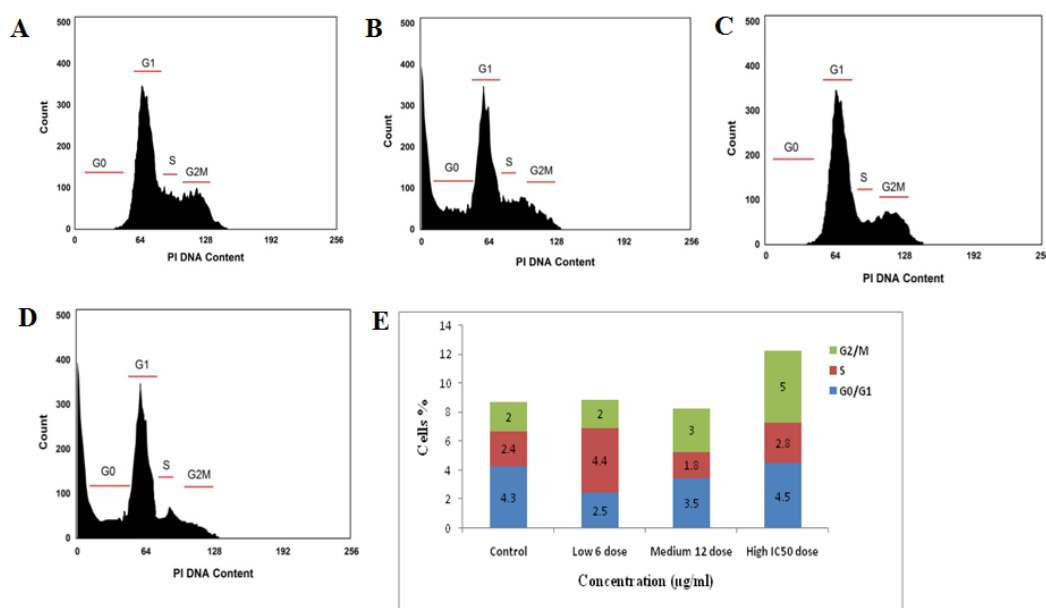 A
500
400
300
200
100
0
Count
G0
G1
S
G2M
0 64 128 192 256
PI DNA Content
B
500
400
300
200
100
0
Count
G0
G1
S
G2M
0 64 128 192 256
PI DNA Content
C
500
400
300
200
100
0
Count
G0
G1
S
G2M
0 64 128 192 25
PI DNA Content
D
500
400
300
200
100
0
Count
G0
G1
S
G2M
0 64 128 192 256
PI DNA Content
E
14
12
10
8
6
4
2
0
Cells %
2 2 3 5
2.4 4.4 1.8 2.8
4.3 2.5 3.5 4.5
Control Low 6 dose Medium 12 dose High IC50 dose
Concentration (µg/ml)
G2/M
S
G0/G1